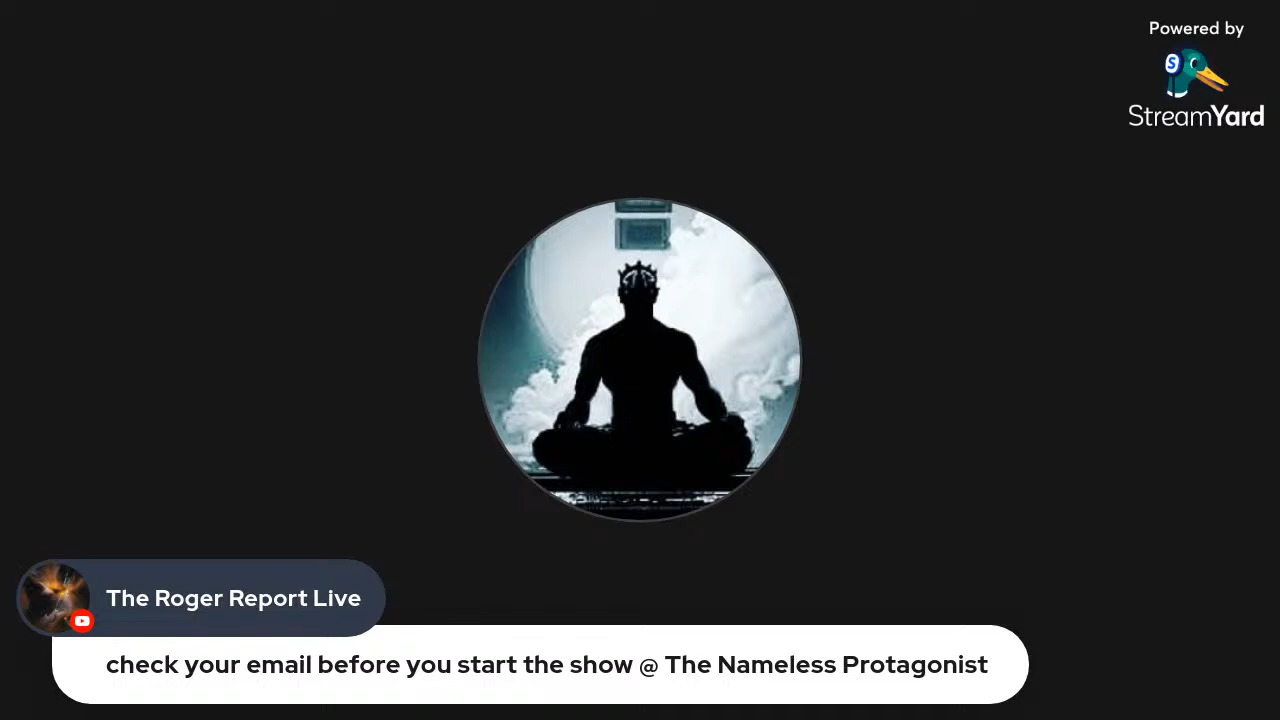 Powered by
S
StreamYard
The Roger Report Live
check your email before you start the show @ The Nameless Protagonist